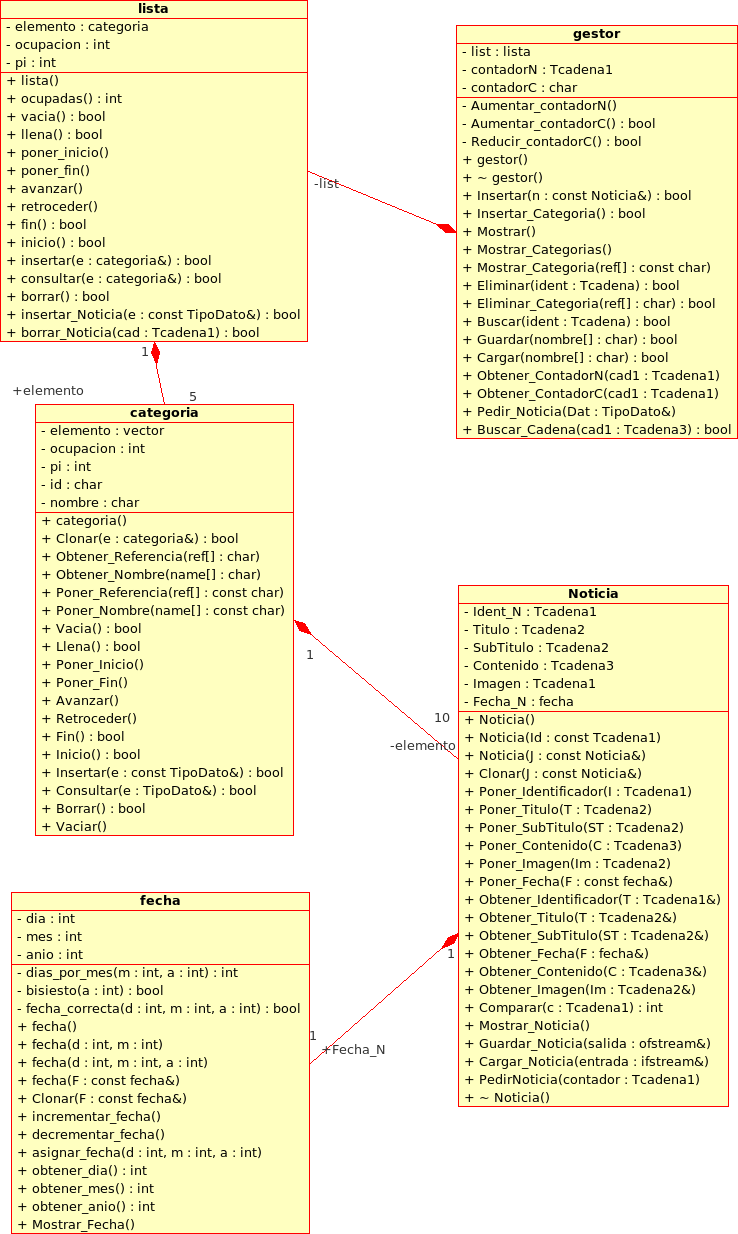 lista
- elemento : categoria
- ocupacion : int
- pi : int
+ lista()
+ ocupadas() : int
+ vacia() : bool
+ llena() : bool
+ poner_inicio()
+ poner_fin()
+ avanzar()
+ retroceder()
+ fin() : bool
+ inicio() : bool
+ insertar(e : categoria&) : bool
+ consultar(e : categoria&) : bool
+ borrar() : bool
+ insertar_Noticia(e : const TipoDato&) : bool
+ borrar_Noticia(cad : Tcadena1) : bool
gestor
- list : lista
- contadorN : Tcadena1
- contadorC : char
- Aumentar_contadorN()
- Aumentar_contadorC() : bool
- Reducir_contadorC() : bool
+ gestor()
+ ~ gestor()
+ Insertar(n : const Noticia&) : bool
+ Insertar_Categoria() : bool
+ Mostrar()
+ Mostrar_Categorias()
+ Mostrar_Categoria(ref[] : const char)
+ Eliminar(ident : Tcadena) : bool
+ Eliminar_Categoria(ref[] : char) : bool
+ Buscar(ident : Tcadena) : bool
+ Guardar(nombre[] : char) : bool
+ Cargar(nombre[] : char) : bool
+ Obtener_ContadorN(cad1 : Tcadena1)
+ Obtener_ContadorC(cad1 : Tcadena1)
+ Pedir_Noticia(Dat : TipoDato&)
+ Buscar_Cadena(cad1 : Tcadena3) : bool
-list
1
+elemento
5
categoria
- elemento : vector
- ocupacion : int
- pi : int
- id : char
- nombre : char
+ categoria()
+ Clonar(e : categoria&) : bool
+ Obtener_Referencia(ref[] : char)
+ Obtener_Nombre(name[] : char)
+ Poner_Referencia(ref[] : const char)
+ Poner_Nombre(name[] : const char)
+ Vacia() : bool
+ Llena() : bool
+ Poner_Inicio()
+ Poner_Fin()
+ Avanzar()
+ Retroceder()
+ Fin() : bool
+ Inicio() : bool
+ Insertar(e : const TipoDato&) : bool
+ Consultar(e : TipoDato&) : bool
+ Borrar() : bool
+ Vaciar()
1
10
-elemento
Noticia
- Ident_N : Tcadena1
- Titulo : Tcadena2
- SubTitulo : Tcadena2
- Contenido : Tcadena3
- Imagen : Tcadena1
- Fecha_N : fecha
+ Noticia()
+ Noticia(Id : const Tcadena1)
+ Noticia(J : const Noticia&)
+ Clonar(J : const Noticia&)
+ Poner_Identificador(I : Tcadena1)
+ Poner_Titulo(T : Tcadena2)
+ Poner_SubTitulo(ST : Tcadena2)
+ Poner_Contenido(C : Tcadena3)
+ Poner_Imagen(Im : Tcadena2)
+ Poner_Fecha(F : const fecha&)
+ Obtener_Identificador(T : Tcadena1&)
+ Obtener_Titulo(T : Tcadena2&)
+ Obtener_SubTitulo(ST : Tcadena2&)
+ Obtener_Fecha(F : fecha&)
+ Obtener_Contenido(C : Tcadena3&)
+ Obtener_Imagen(Im : Tcadena2&)
+ Comparar(c : Tcadena1) : int
+ Mostrar_Noticia()
+ Guardar_Noticia(salida : ofstream&)
+ Cargar_Noticia(entrada : ifstream&)
+ PedirNoticia(contador : Tcadena1)
+ ~ Noticia()
1
1
+Fecha_N
fecha
- dia : int
- mes : int
- anio : int
- dias_por_mes(m : int, a : int) : int
- bisiesto(a : int) : bool
- fecha_correcta(d : int, m : int, a : int) : bool
+ fecha()
+ fecha(d : int, m : int)
+ fecha(d : int, m : int, a : int)
+ fecha(F : const fecha&)
+ Clonar(F : const fecha&)
+ incrementar_fecha()
+ decrementar_fecha()
+ asignar_fecha(d : int, m : int, a : int)
+ obtener_dia() : int
+ obtener_mes() : int
+ obtener_anio() : int
+ Mostrar_Fecha()